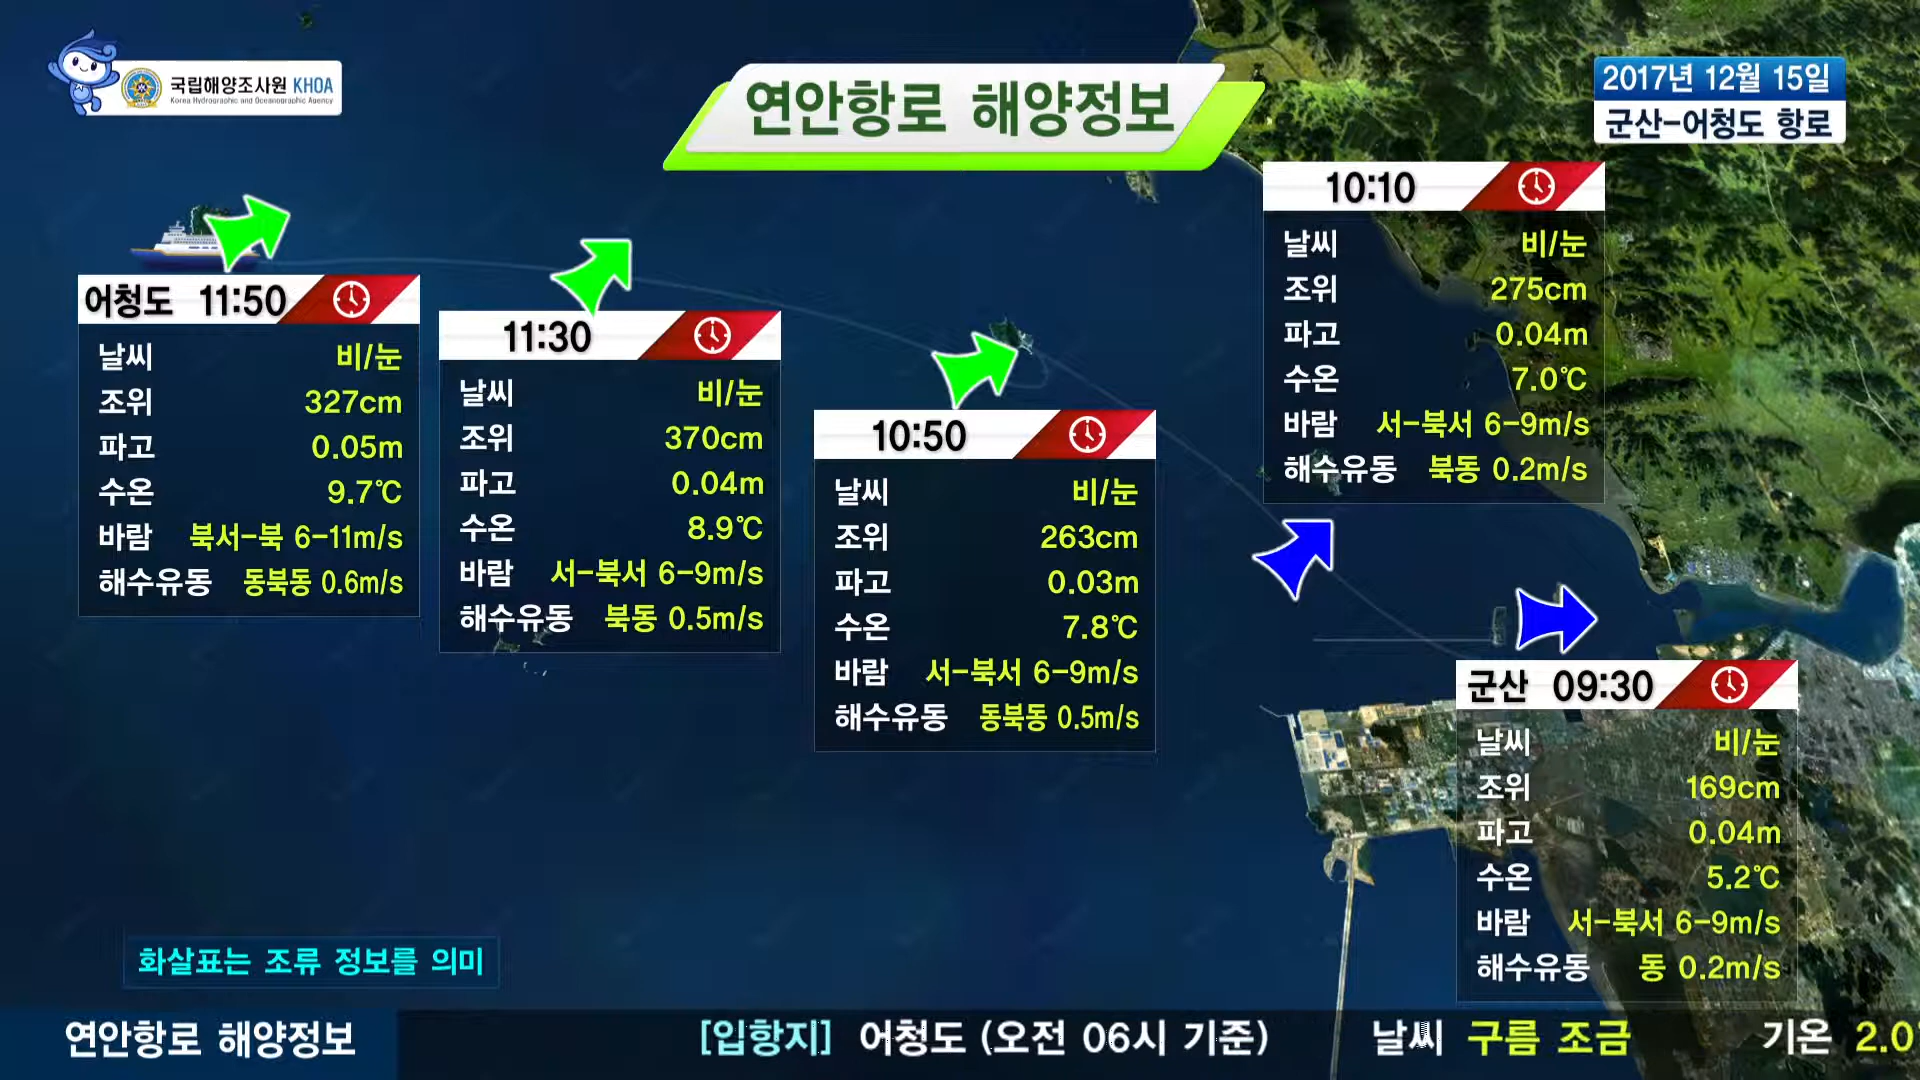 국립해양조사원 KHOA
Korea Hydrographic and Oceanographic Agency
연안항로 해양정보
2017년 12월 15일
군산-어청도 항로
어청도 11:50
날씨 비/눈
조위 327cm
파고 0.05m
수온 9.7℃
바람 북서-북 6-11m/s
해수유동 동북동 0.6m/s
11:30
날씨 비/눈
조위 370cm
파고 0.04m
수온 8.9℃
바람 서-북서 6-9m/s
해수유동 북동 0.5m/s
10:50
날씨 비/눈
조위 263cm
파고 0.03m
수온 7.8℃
바람 서-북서 6-9m/s
해수유동 동북동 0.5m/s
10:10
날씨 비/눈
조위 275cm
파고 0.04m
수온 7.0℃
바람 서-북서 6-9m/s
해수유동 북동 0.2m/s
군산 09:30
날씨 비/눈
조위 169cm
파고 0.04m
수온 5.2℃
바람 서-북서 6-9m/s
해수유동 동 0.2m/s
화살표는 조류 정보를 의미
연안항로 해양정보
[입항지] 어청도 (오전 06시 기준) 날씨 구름 조금 기온 2.0